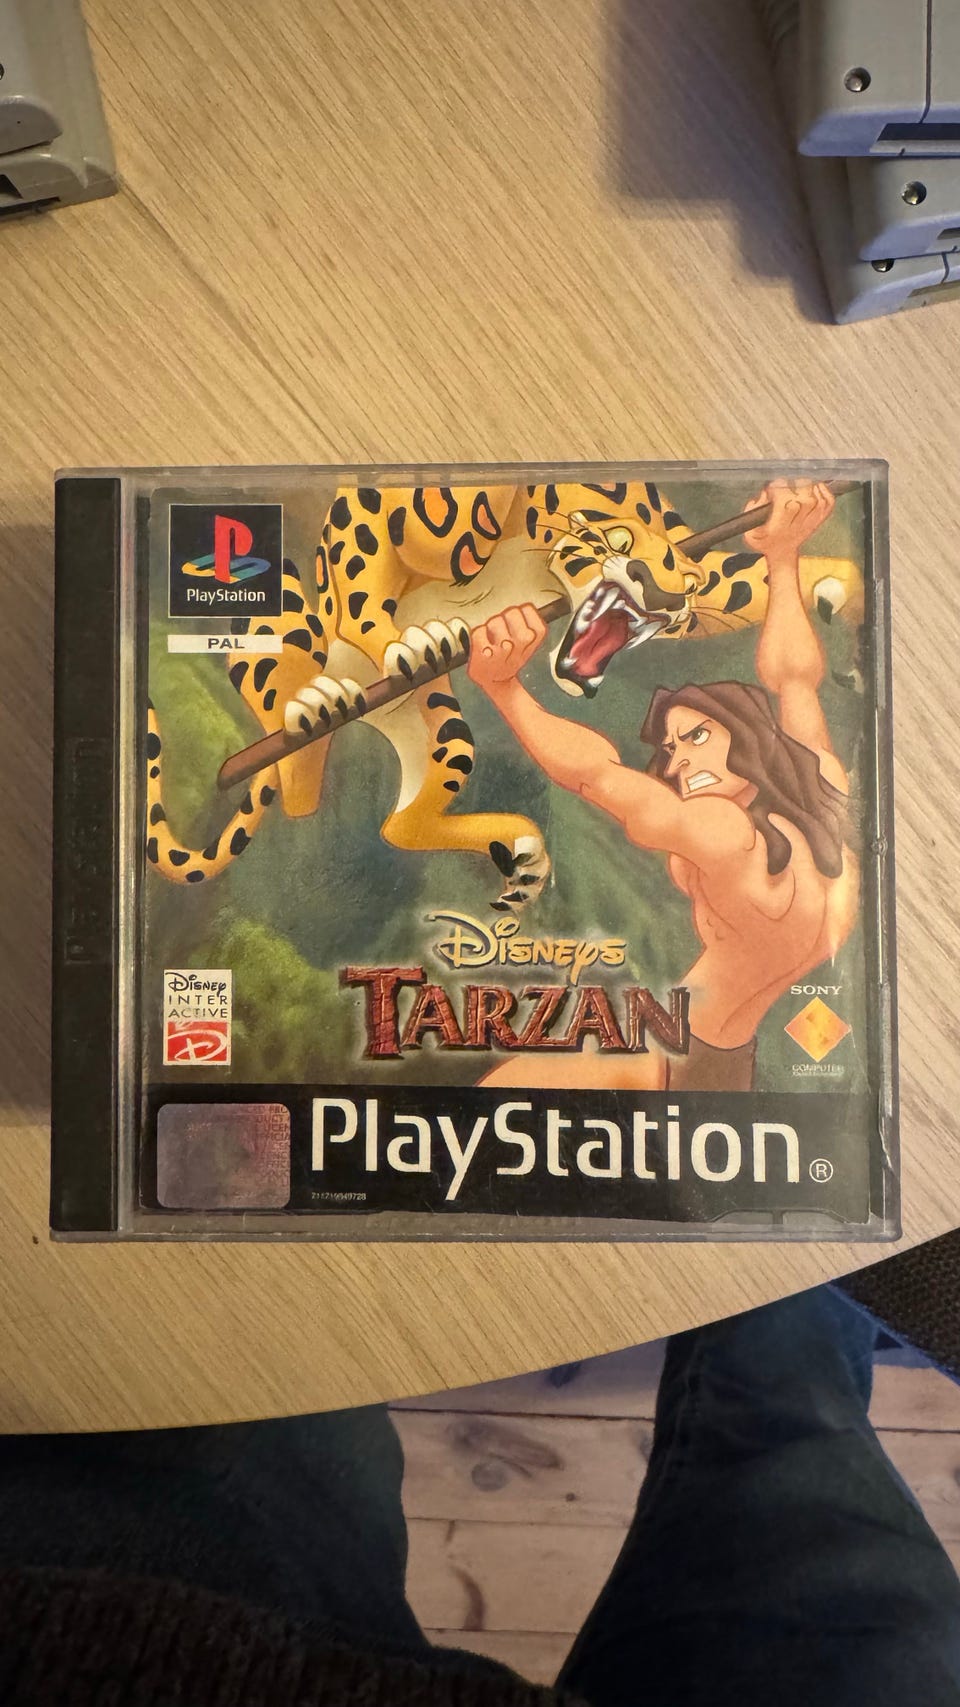 PlayStation
PAL
DISNEY'S
TARZAN
DISNEY
INTER
ACTIVE
SONY
COMPUTER
PlayStation®